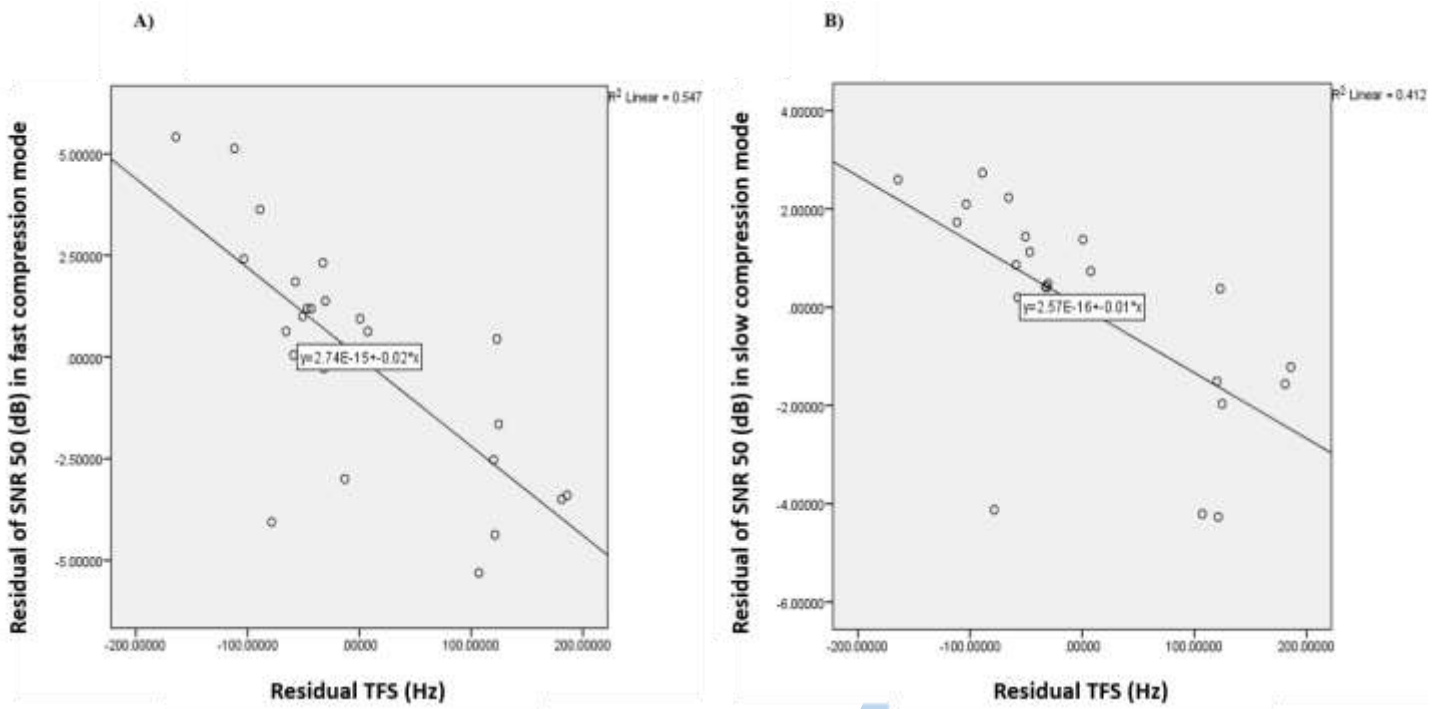 A)
R² Linear = 0.547
Residual of SNR 50 (dB) in fast compression mode
5.00000
2.50000
.00000
-2.50000
-5.00000
y=2.74E-15+-0.02*x
-200.00000 -100.00000 .00000 100.00000 200.00000
Residual TFS (Hz)
B)
R² Linear = 0.412
Residual of SNR 50 (dB) in slow compression mode
4.00000
2.00000
.00000
-2.00000
-4.00000
-6.00000
y=2.57E-16+-0.01*x
-200.00000 -100.00000 .00000 100.00000 200.00000
Residual TFS (Hz)